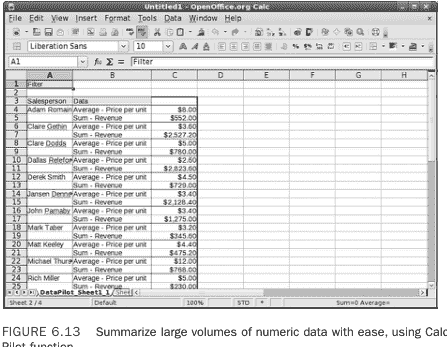 Untitled1 - OpenOffice.org Calc
File Edit View Insert Format Tools Data Window Help
Liberation Sans 10
A1 Filter
A B C D E F G H
1 Filter
2
3 Salesperson Data
4 Adam Romain Average - Price per unit $8.00
5 Sum - Revenue $552.00
6 Claire Gethin Average - Price per unit $3.60
7 Sum - Revenue $2,527.20
8 Clare Dodds Average - Price per unit $5.00
9 Sum - Revenue $780.00
10 Dallas Relefor Average - Price per unit $2.60
11 Sum - Revenue $2,823.60
12 Derek Smith Average - Price per unit $4.50
13 Sum - Revenue $729.00
14 Jansen Denne Average - Price per unit $3.40
15 Sum - Revenue $2,128.40
16 John Parnaby Average - Price per unit $3.40
17 Sum - Revenue $1,275.00
18 Mark Taber Average - Price per unit $3.20
19 Sum - Revenue $345.60
20 Matt Keeley Average - Price per unit $4.40
21 Sum - Revenue $475.20
22 Michael Thurs Average - Price per unit $12.00
23 Sum - Revenue $768.00
24 Rich Miller Average - Price per unit $5.00
25 Sum - Revenue $230.00
DataPilot_Sheet1_1 Sheet
Sheet 2 / 4 Default 100% STD * Sum=0 Average=
FIGURE 6.13 Summarize large volumes of numeric data with ease, using Calc
Pilot function